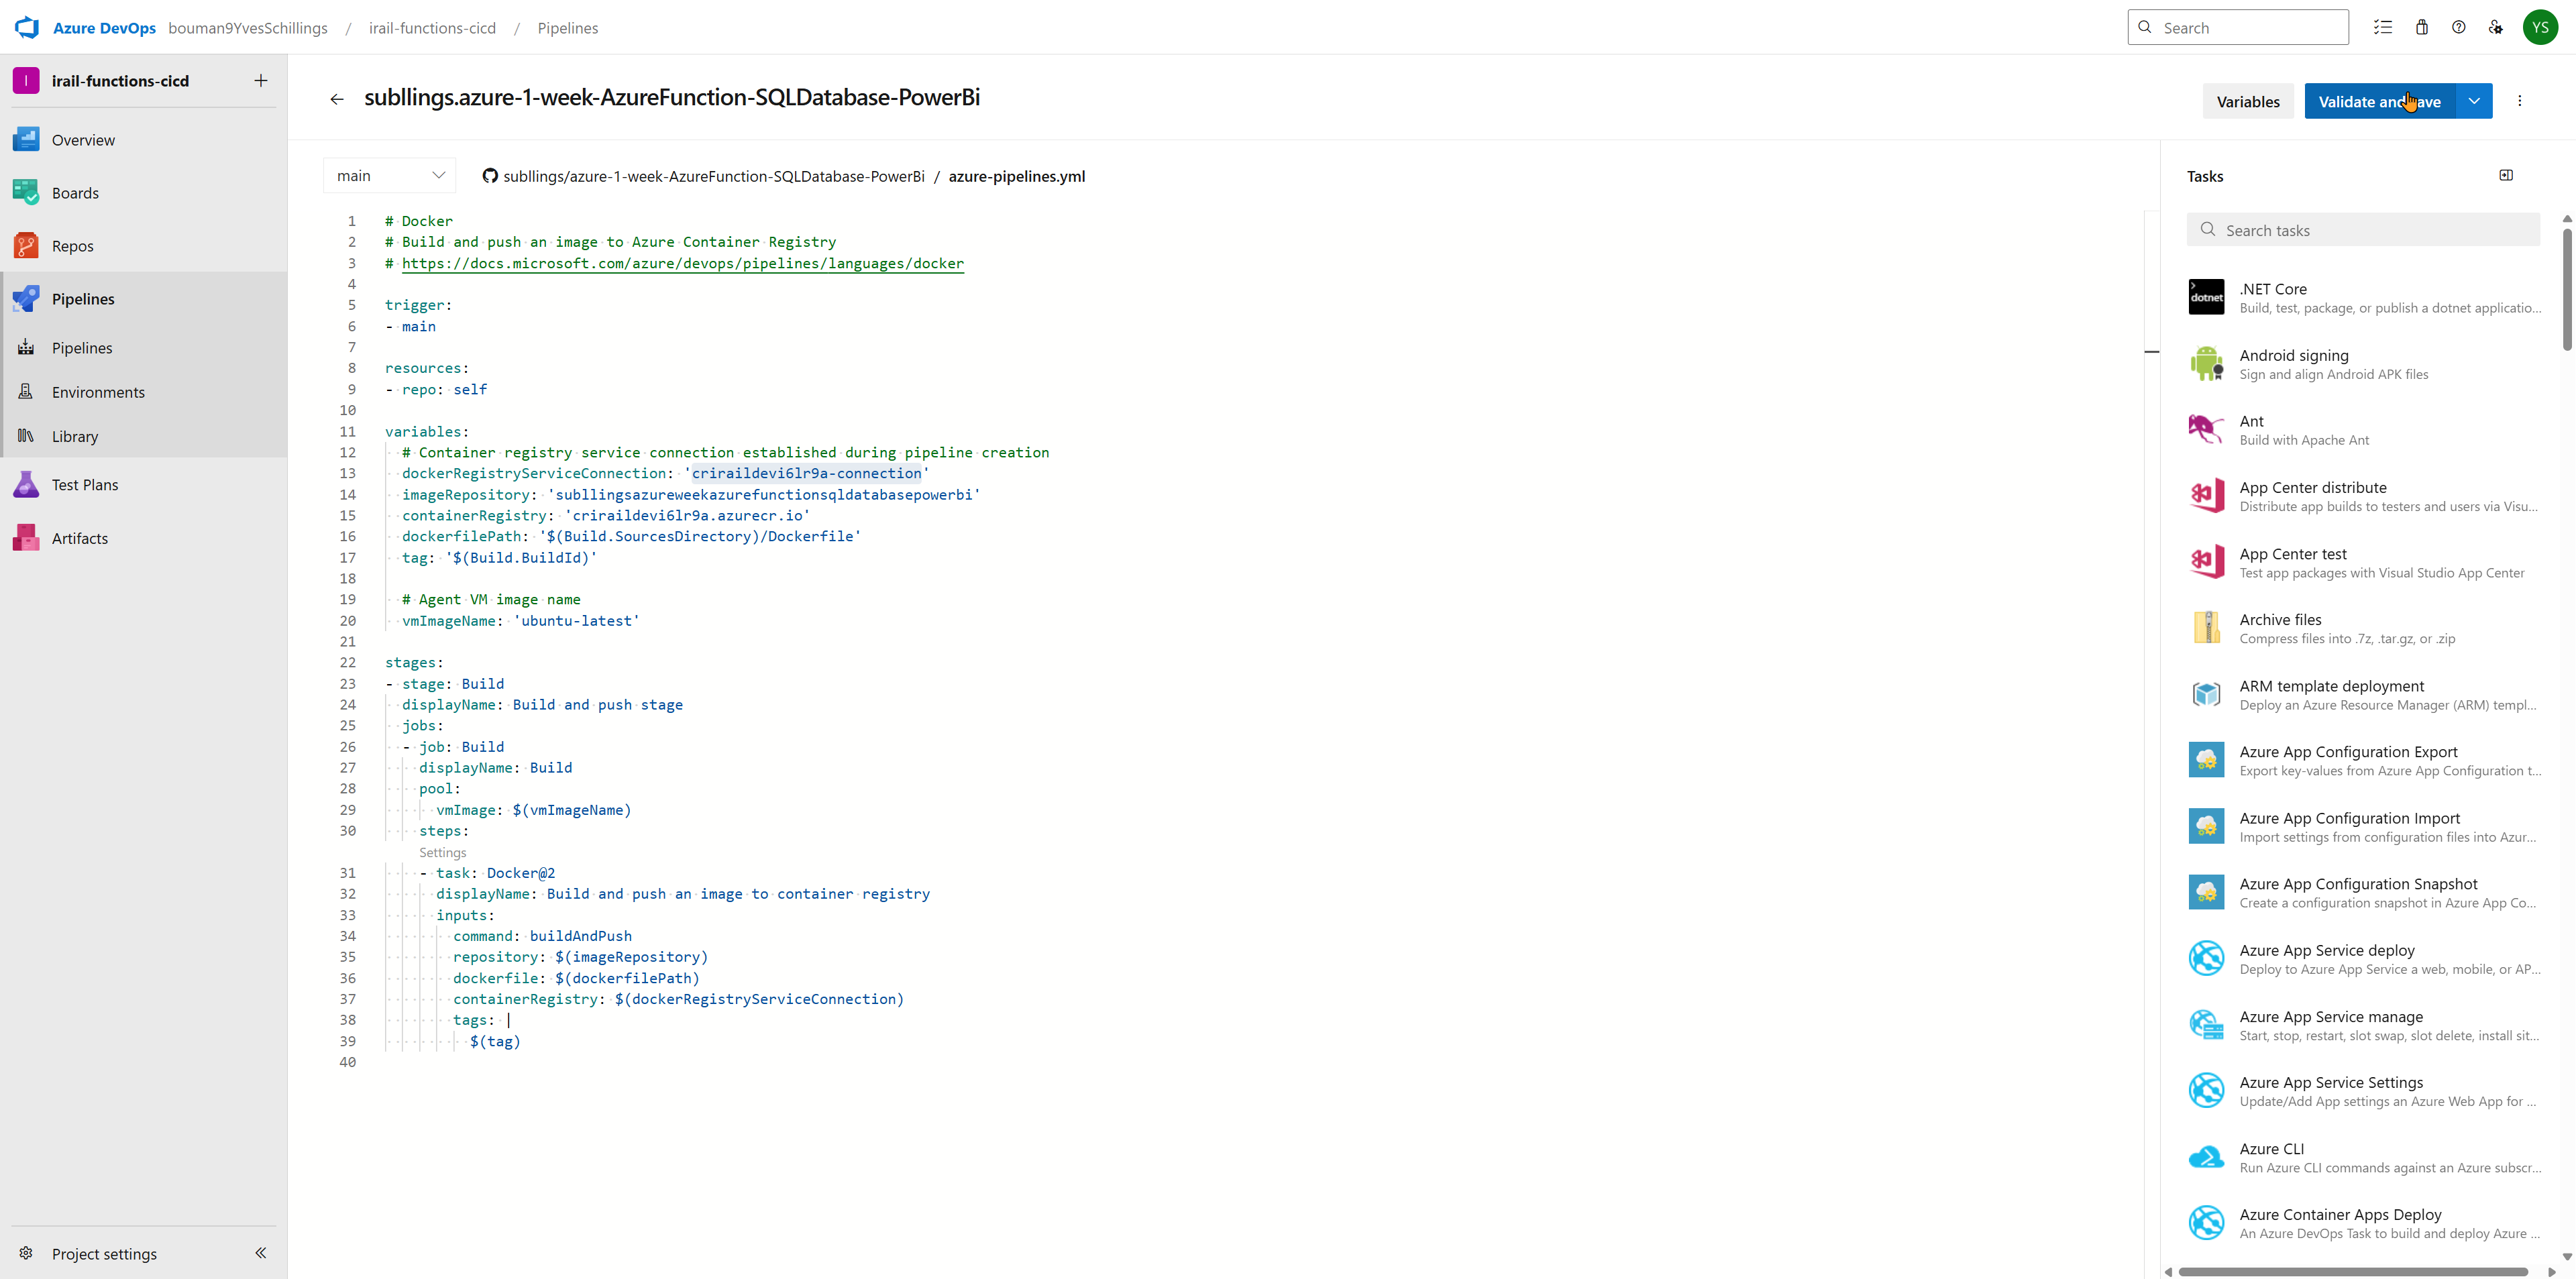 Azure DevOps bouman9YvesSchillings / irail-functions-cicd / Pipelines
Search
YS
I irail-functions-cicd
Overview
Boards
Repos
Pipelines
Pipelines
Environments
Library
Test Plans
Artifacts
Project settings
subllings.azure-1-week-AzureFunction-SQLDatabase-PowerBi
Variables
Validate and ave
main
subllings/azure-1-week-AzureFunction-SQLDatabase-PowerBi / azure-pipelines.yml
1 # Docker
2 # Build and push an image to Azure Container Registry
3 # https://docs.microsoft.com/azure/devops/pipelines/languages/docker
4
5 trigger:
6 - main
7
8 resources:
9 - repo: self
10
11 variables:
12 # Container registry service connection established during pipeline creation
13 dockerRegistryServiceConnection: 'criraildevi6lr9a-connection'
14 imageRepository: 'subllingsazureweekazurefunctionsqldatabasepowerbi'
15 containerRegistry: 'criraildevi6lr9a.azurecr.io'
16 dockerfilePath: '$(Build.SourcesDirectory)/Dockerfile'
17 tag: '$(Build.BuildId)'
18
19 # Agent VM image name
20 vmImageName: 'ubuntu-latest'
21
22 stages:
23 - stage: Build
24 displayName: Build and push stage
25 jobs:
26 - job: Build
27 displayName: Build
28 pool:
29 vmImage: $(vmImageName)
30 steps:
Settings
31 - task: Docker@2
32 displayName: Build and push an image to container registry
33 inputs:
34 command: buildAndPush
35 repository: $(imageRepository)
36 dockerfile: $(dockerfilePath)
37 containerRegistry: $(dockerRegistryServiceConnection)
38 tags: |
39 $(tag)
40
Tasks
Search tasks
dotnet
.NET Core
Build, test, package, or publish a dotnet applicatio...
Android signing
Sign and align Android APK files
Ant
Build with Apache Ant
App Center distribute
Distribute app builds to testers and users via Visu...
App Center test
Test app packages with Visual Studio App Center
Archive files
Compress files into .7z, .tar.gz, or .zip
ARM template deployment
Deploy an Azure Resource Manager (ARM) templ...
Azure App Configuration Export
Export key-values from Azure App Configuration t...
Azure App Configuration Import
Import settings from configuration files into Azur...
Azure App Configuration Snapshot
Create a configuration snapshot in Azure App Co...
Azure App Service deploy
Deploy to Azure App Service a web, mobile, or AP...
Azure App Service manage
Start, stop, restart, slot swap, slot delete, install sit...
Azure App Service Settings
Update/Add App settings an Azure Web App for ...
Azure CLI
Run Azure CLI commands against an Azure subscr...
Azure Container Apps Deploy
An Azure DevOps Task to build and deploy Azure ...